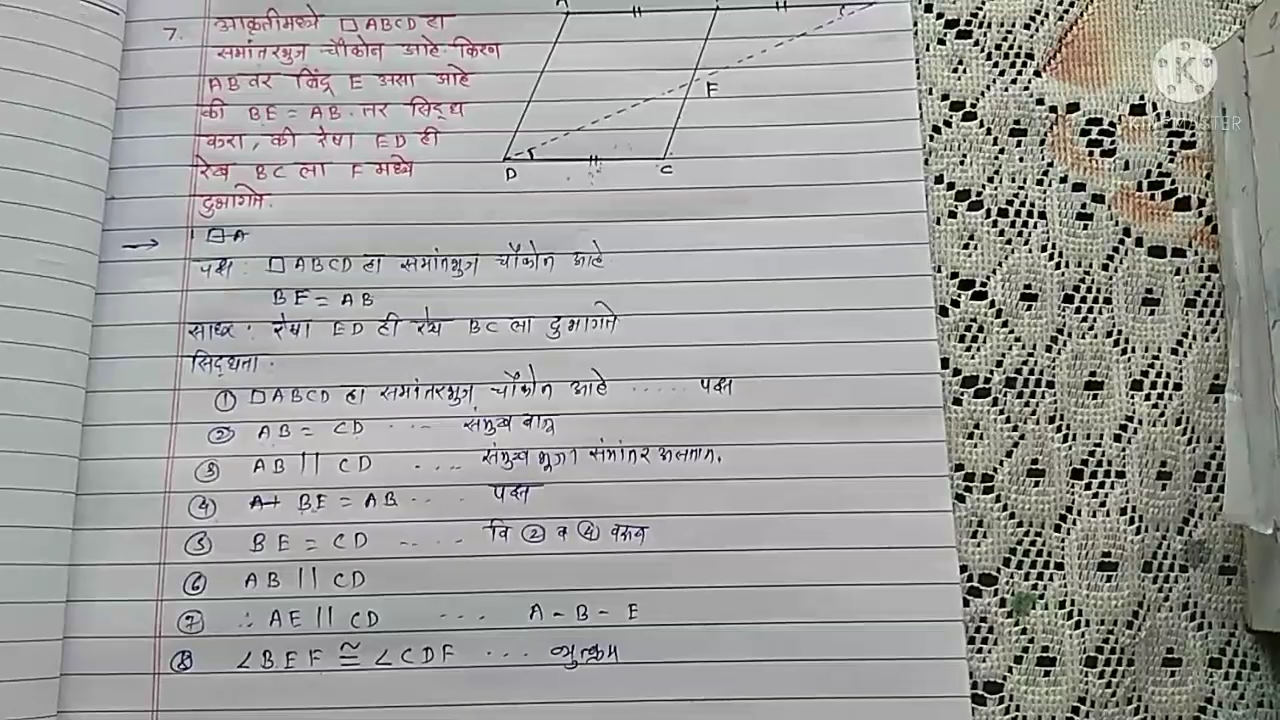 7. आकृतीमध्ये □ABCD हा
समांतरभुज चौकोन आहे. किरण
AB वर बिंदू E असा आहे
की BE = AB. तर सिद्ध
करा, की रेषा ED ही
रेख BC ला F मध्ये
दुभागते.
F
D
C
K
→ □A
पक्ष : □ABCD हा समांतभुज चौकोन आहे
BE = AB
साध्य : रेषा ED ही रेख BC ला दुभागते
सिद्धता .
① □ABCD हा समांतरभुज चौकोन आहे ..... पक्ष
② AB = CD ... संमुख बाजू
③ AB || CD .... संमुख भूजा समांतर असतात.
④ BE = AB ... पक्ष
⑤ BE = CD ..... वि ② व ④ वरून
⑥ AB || CD
⑦ ∴ AE || CD ... A - B - E
⑧ ∠BEF ≅ ∠CDF ... व्युत्क्रम